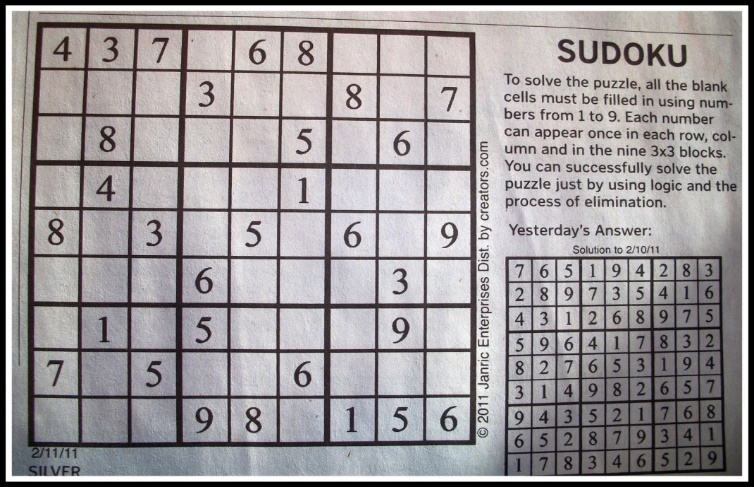 4 3 7 6 8
3 8 7
8 5 6
4 1
8 3 5 6 9
6 3
1 5 9
7 5 6
9 8 1 5 6
2/11/11
SILVER
© 2011 Janric Enterprises Dist. by creators.com
SUDOKU
To solve the puzzle, all the blank
cells must be filled in using num-
bers from 1 to 9. Each number
can appear once in each row, col-
umn and in the nine 3x3 blocks.
You can successfully solve the
puzzle just by using logic and the
process of elimination.
Yesterday's Answer:
Solution to 2/10/11
7 6 5 1 9 4 2 8 3
2 8 9 7 3 5 4 1 6
4 3 1 2 6 8 9 7 5
5 9 6 4 1 7 8 3 2
8 2 7 6 5 3 1 9 4
3 1 4 9 8 2 6 5 7
9 4 3 5 2 1 7 6 8
6 5 2 8 7 9 3 4 1
1 7 8 3 4 6 5 2 9